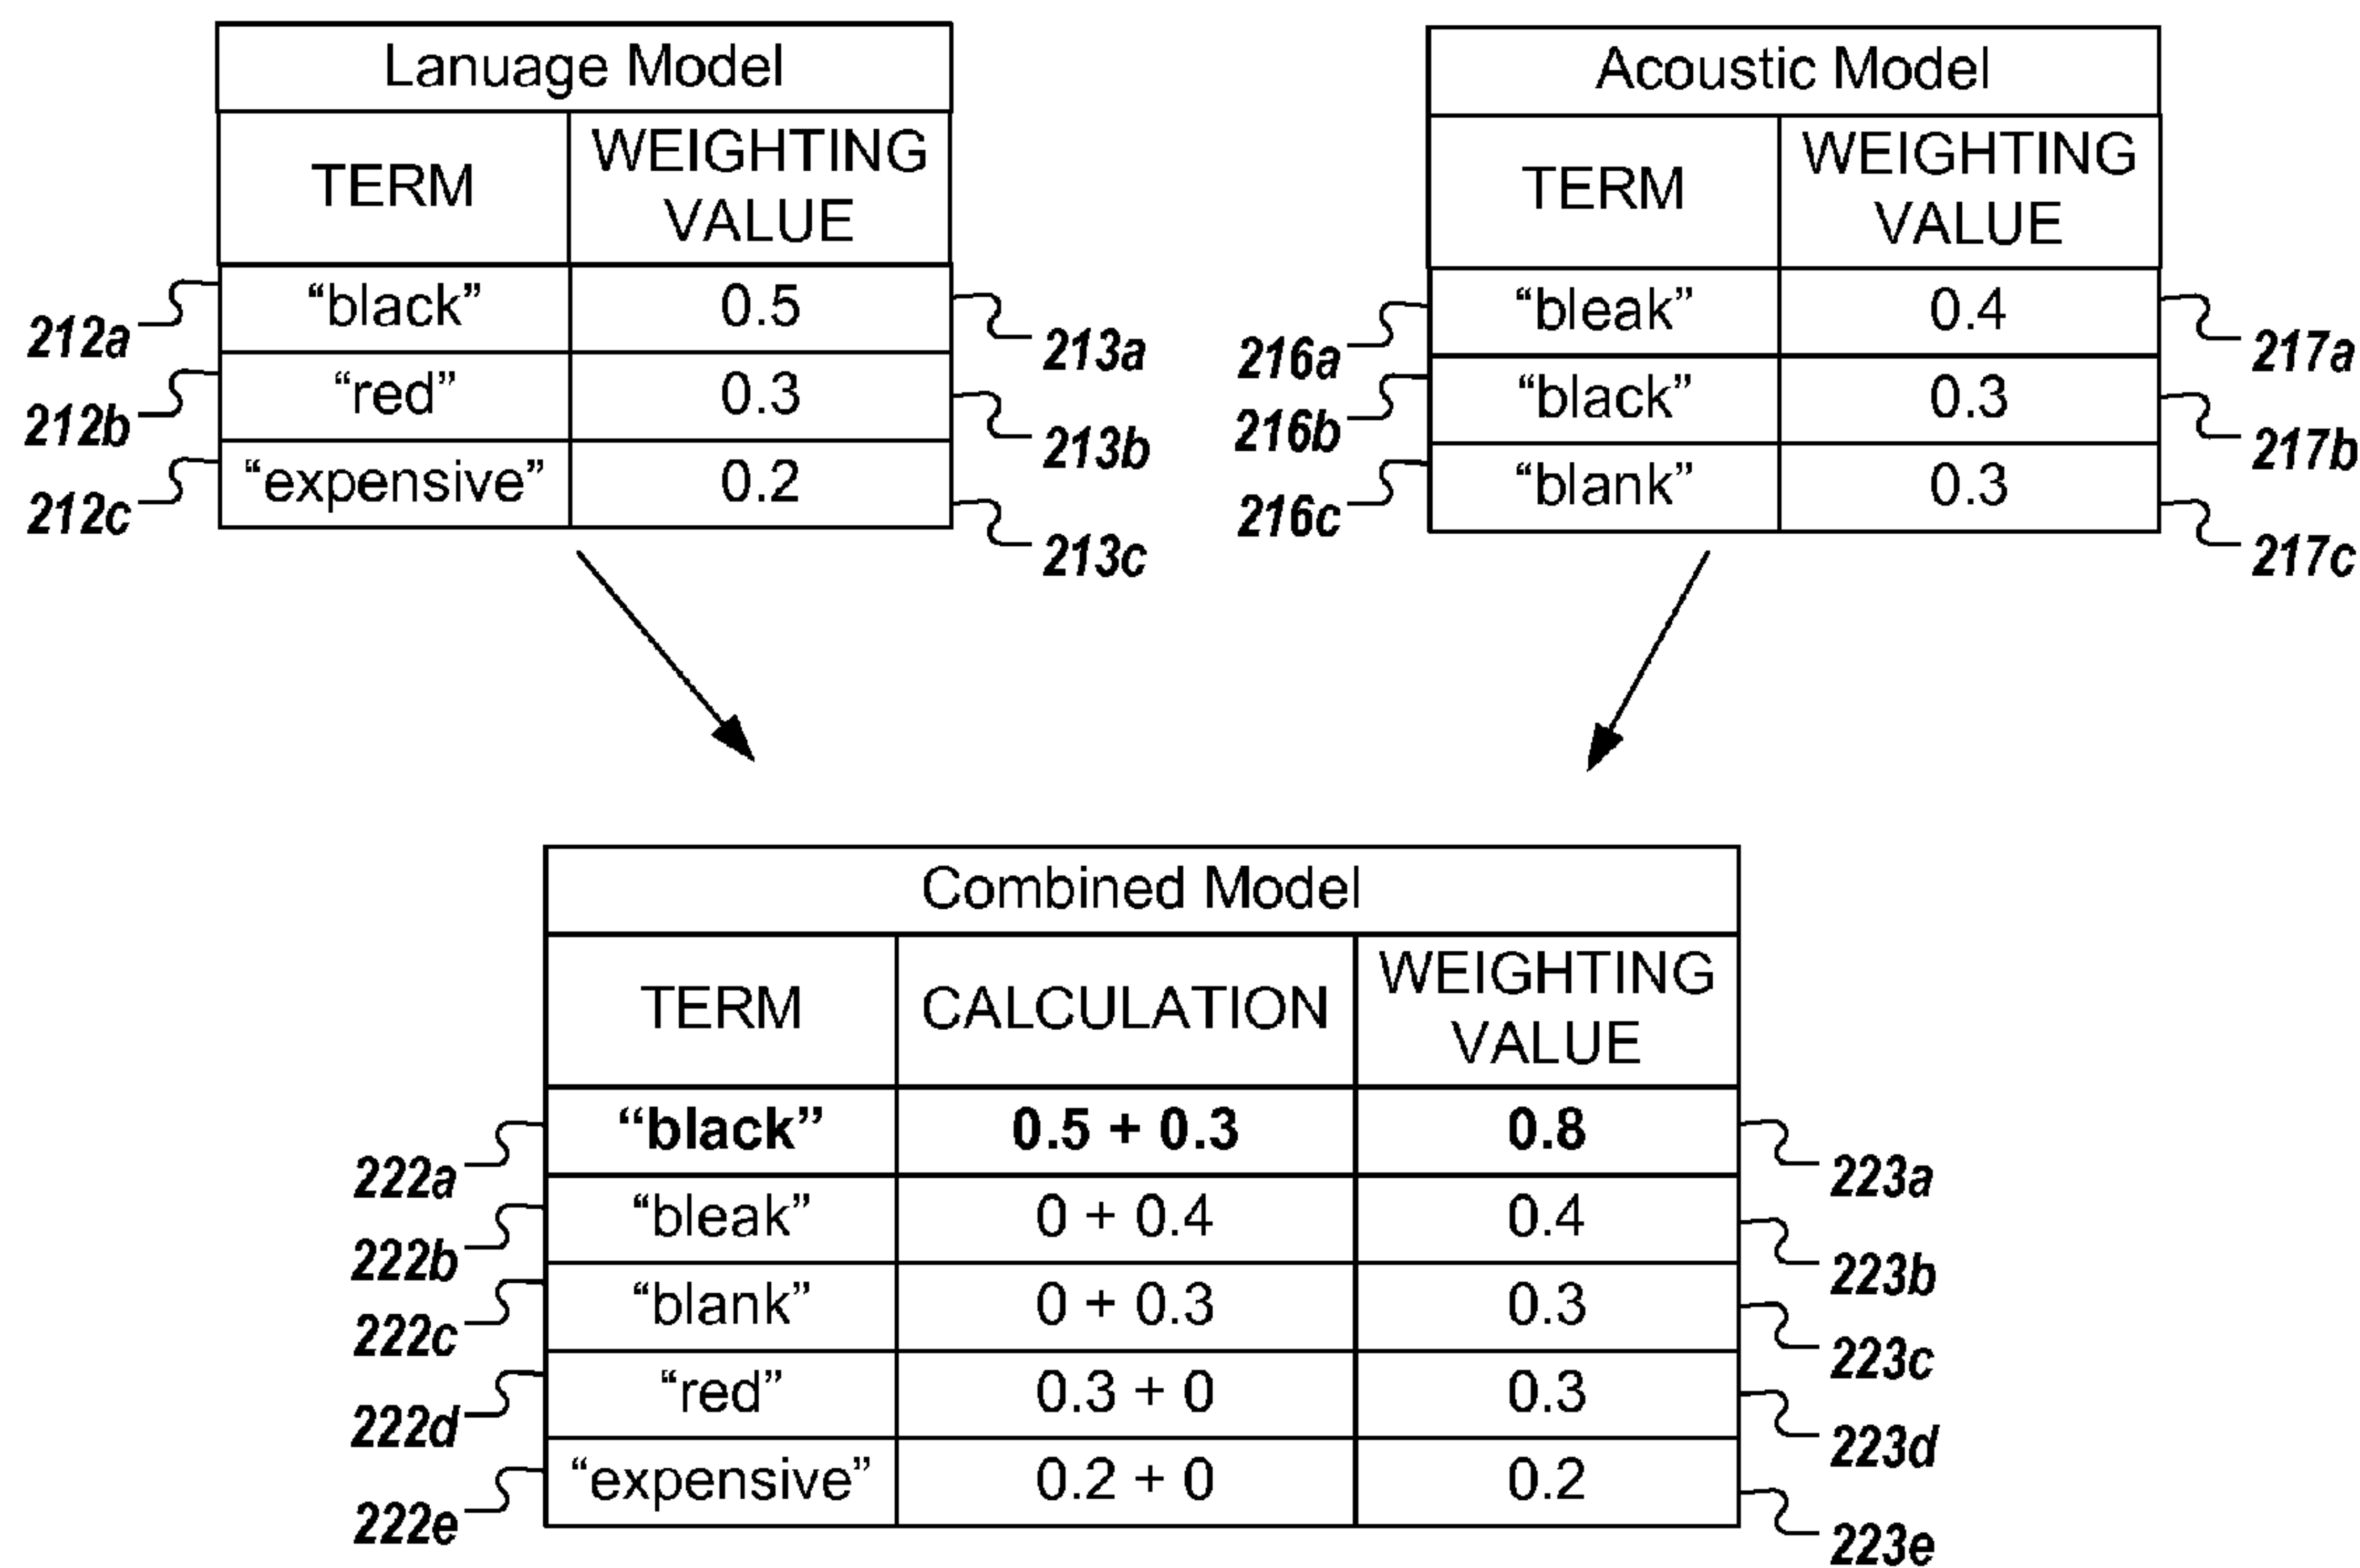 Lanuage Model
TERM
WEIGHTING
VALUE
"black" 0.5
"red" 0.3
"expensive" 0.2
212a
212b
212c
213a
213b
213c
Acoustic Model
TERM
WEIGHTING
VALUE
“bleak” 0.4
“black” 0.3
“blank” 0.3
216a
216b
216c
217a
217b
217c
Combined Model
TERM
CALCULATION
WEIGHTING
VALUE
“black” 0.5 + 0.3 0.8
“bleak” 0 + 0.4 0.4
“blank” 0 + 0.3 0.3
“red” 0.3 + 0 0.3
“expensive” 0.2 + 0 0.2
222a
222b
222c
222d
222e
223a
223b
223c
223d
223e